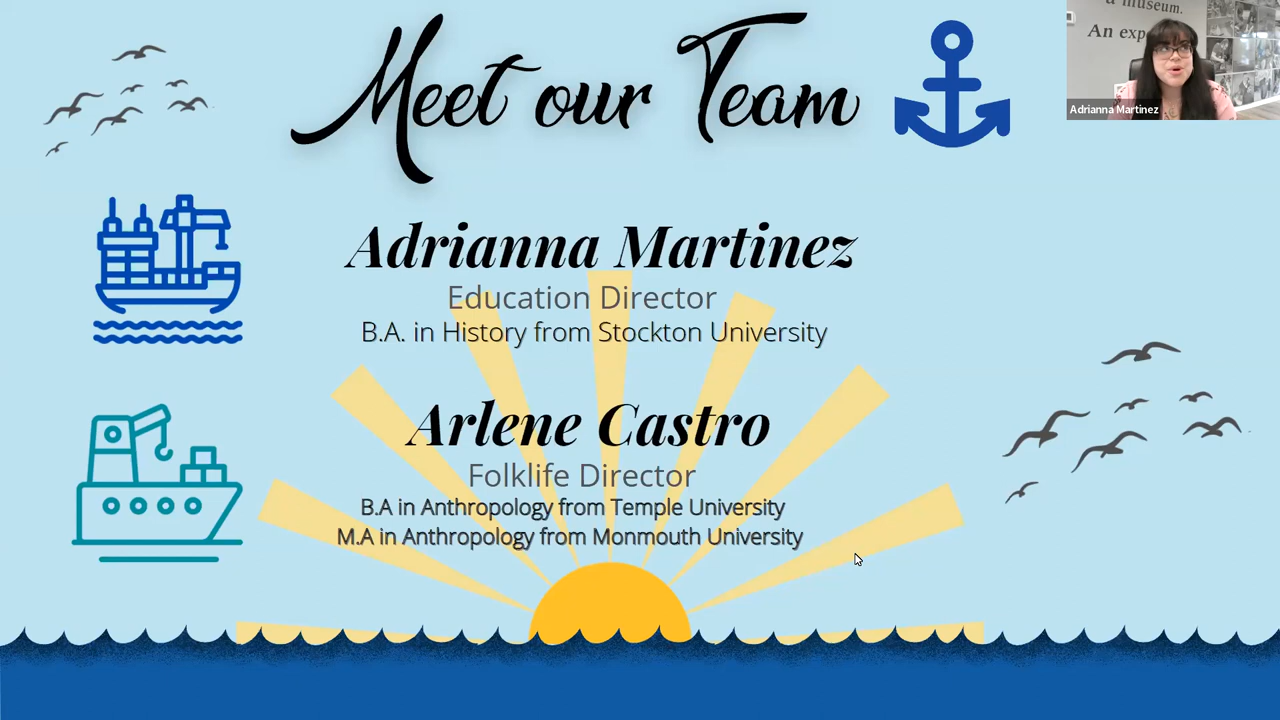 Meet our Team
a museum.
An exp
Adrianna Martinez
Adrianna Martinez
Education Director
B.A. in History from Stockton University
Arlene Castro
Folklife Director
B.A in Anthropology from Temple University
M.A in Anthropology from Monmouth University